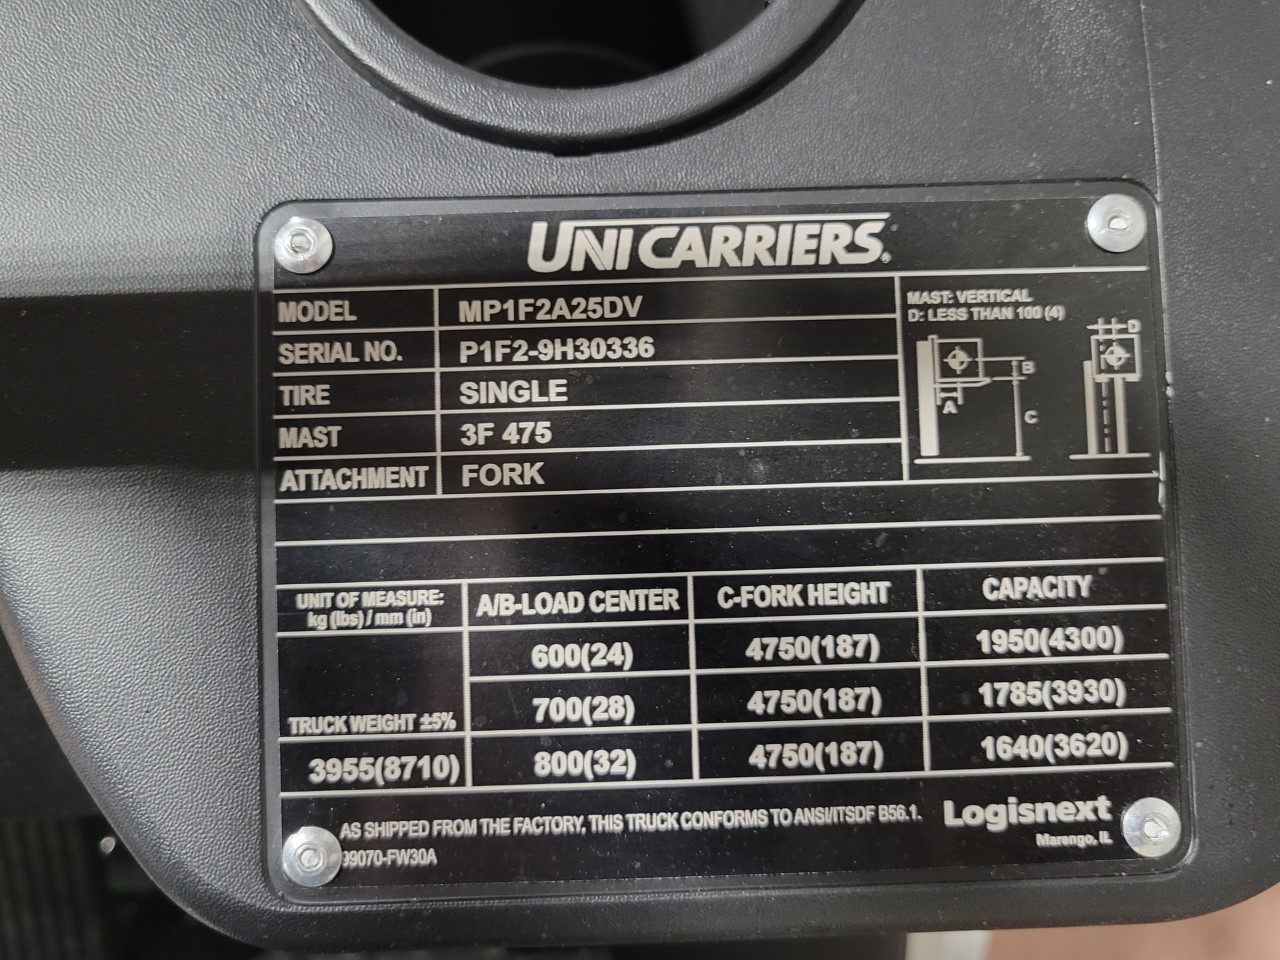 UNICARRIERS®
MODEL MP1F2A25DV
SERIAL NO. P1F2-9H30336
TIRE SINGLE
MAST 3F 475
ATTACHMENT FORK
MAST: VERTICAL
D: LESS THAN 100 (4)
D
B
A
C
UNIT OF MEASURE:
kg (lbs) / mm (in)
A/B-LOAD CENTER C-FORK HEIGHT CAPACITY
600(24) 4750(187) 1950(4300)
700(28) 4750(187) 1785(3930)
TRUCK WEIGHT ±5%
3955(8710) 800(32) 4750(187) 1640(3620)
AS SHIPPED FROM THE FACTORY, THIS TRUCK CONFORMS TO ANSI/ITSDF B56.1.
99070-FW30A
Logisnext
Marengo, IL